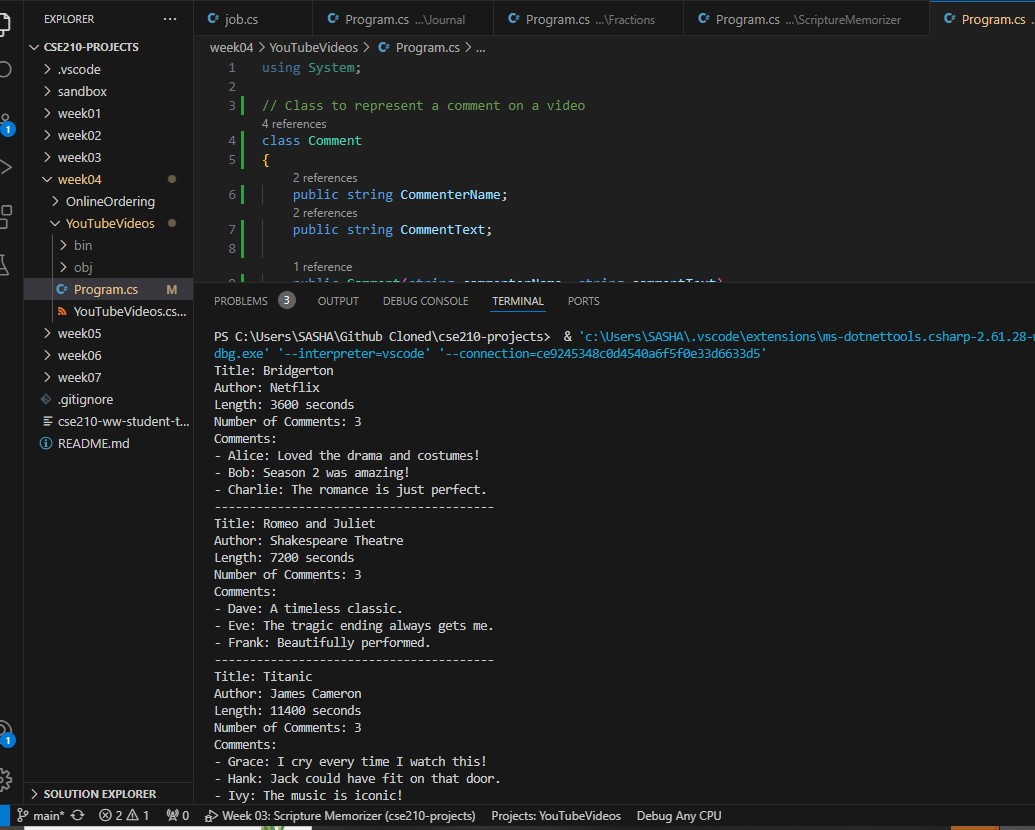 EXPLORER ...
CSE210-PROJECTS
.vscode
sandbox
week01
week02
week03
week04
OnlineOrdering
YouTubeVideos
bin
obj
Program.cs M
YouTubeVideos.cs...
week05
week06
week07
.gitignore
cse210-ww-student-t...
README.md
SOLUTION EXPLORER
1
1
job.cs Program.cs ...\Journal Program.cs ...\Fractions Program.cs ...\ScriptureMemorizer Program.cs
week04 > YouTubeVideos > Program.cs > ...
1 using System;
2
3 // Class to represent a comment on a video
4 references
4 class Comment
5 {
2 references
6 public string CommenterName;
2 references
7 public string CommentText;
8
1 reference
public Comment(string commenterName, string commentText)
PROBLEMS 3 OUTPUT DEBUG CONSOLE TERMINAL PORTS
PS C:\Users\SASHA\Github Cloned\cse210-projects> & 'c:\Users\SASHA\.vscode\extensions\ms-dotnettools.csharp-2.61.28-w
dbg.exe' '--interpreter=vscode' '--connection=ce9245348c0d4540a6f5f0e33d6633d5'
Title: Bridgerton
Author: Netflix
Length: 3600 seconds
Number of Comments: 3
Comments:
- Alice: Loved the drama and costumes!
- Bob: Season 2 was amazing!
- Charlie: The romance is just perfect.
----------------------------------------
Title: Romeo and Juliet
Author: Shakespeare Theatre
Length: 7200 seconds
Number of Comments: 3
Comments:
- Dave: A timeless classic.
- Eve: The tragic ending always gets me.
- Frank: Beautifully performed.
----------------------------------------
Title: Titanic
Author: James Cameron
Length: 11400 seconds
Number of Comments: 3
Comments:
- Grace: I cry every time I watch this!
- Hank: Jack could have fit on that door.
- Ivy: The music is iconic!
main* 2 1 0 Week 03: Scripture Memorizer (cse210-projects) Projects: YouTubeVideos Debug Any CPU